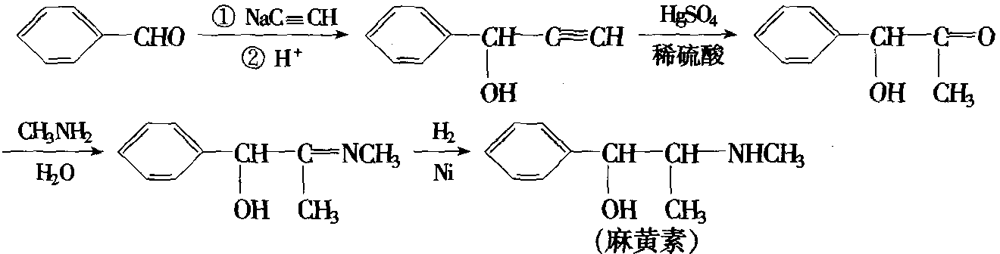 CHO ① NaC≡CH ② H⁺ CH—C≡CH OH HgSO₄ 稀硫酸 CH—C=O OH CH₃
CH₃NH₂ H₂O CH—C=NCH₃ OH CH₃ H₂ Ni CH—CH—NHCH₃ OH CH₃
(麻黄素)